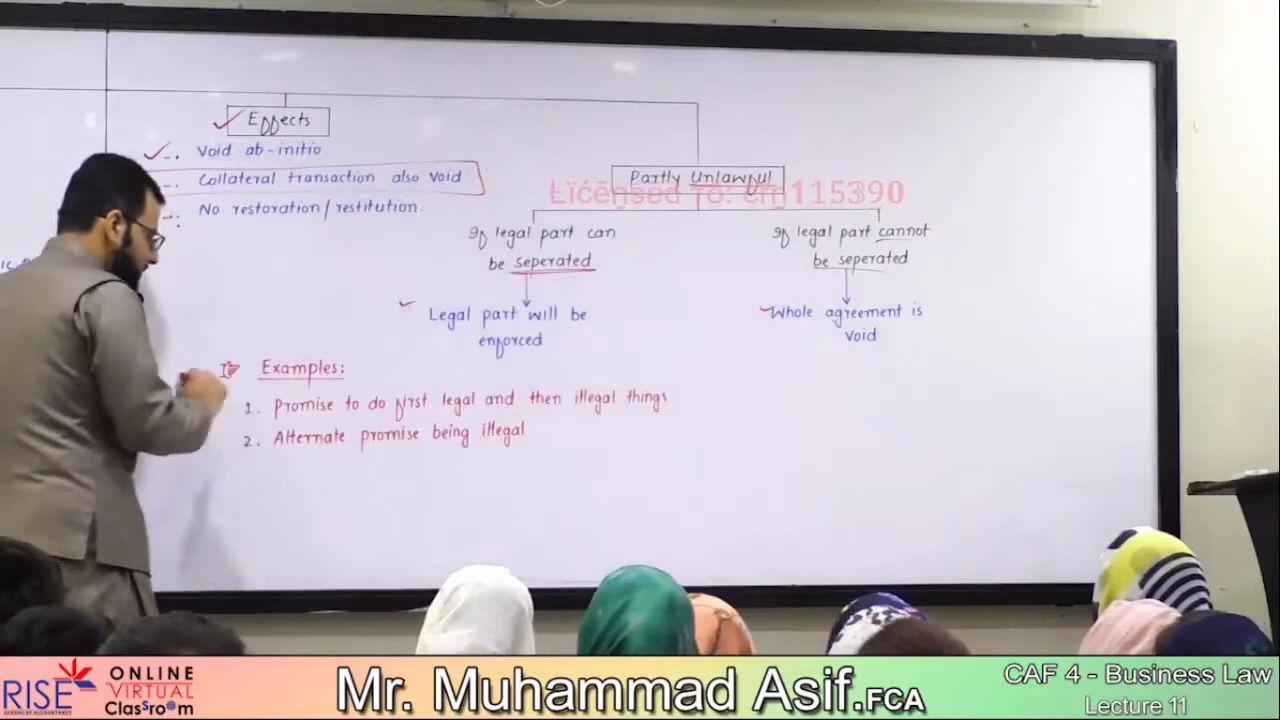 Effects
-. Void ab-initio
-. Collateral transaction also void
-. No restoration/restitution.
Partly Unlawful
Licensed To: crn115390
If legal part can
be seperated
Legal part will be
enforced
If legal part cannot
be seperated
Whole agreement is
void
Examples:
1. Promise to do first legal and then illegal things
2. Alternate promise being illegal
RISE
ONLINE
VIRTUAL
Classroom
Mr. Muhammad Asif.FCA
CAF 4 - Business Law
Lecture 11